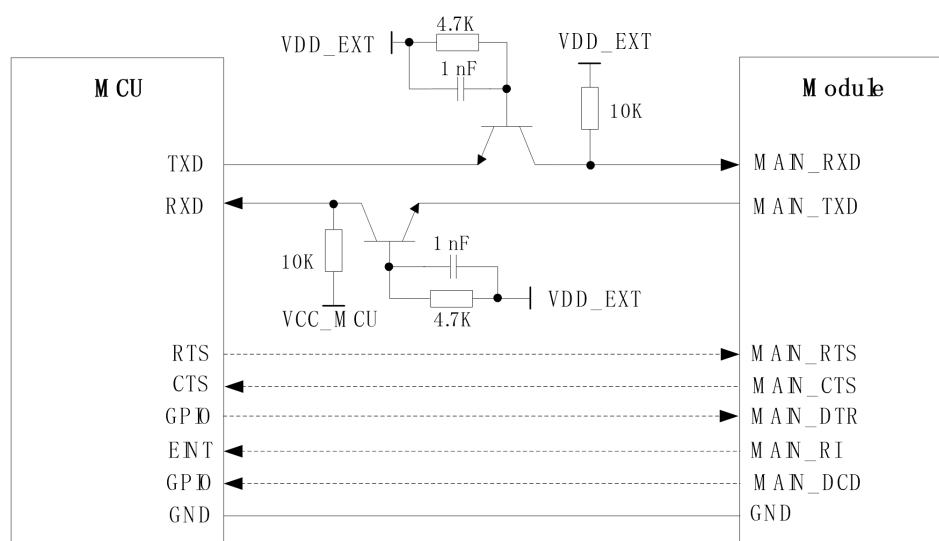 4.7K
VDD_EXT
VDD_EXT
1 nF
MCU
Module
10K
TXD
MAIN_RXD
RXD
MAIN_TXD
1 nF
10K
VDD_EXT
VCC_MCU
4.7K
RTS
MAIN_RTS
CTS
MAIN_CTS
GPIO
MAIN_DTR
EINT
MAIN_RI
GPIO
MAIN_DCD
GND
GND